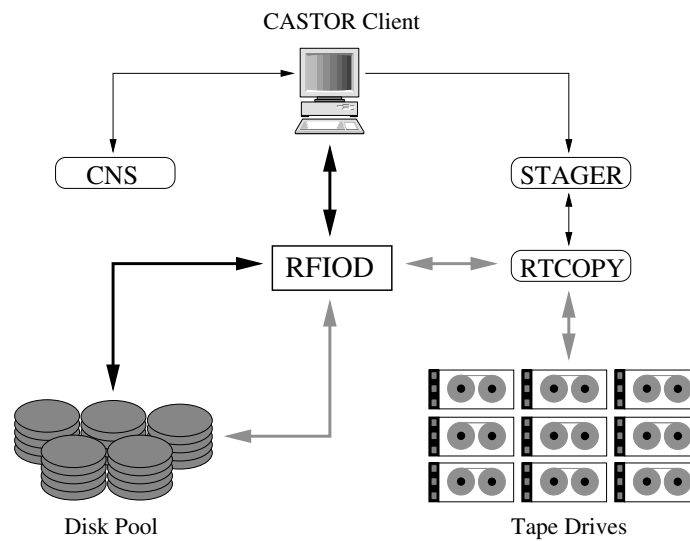 CASTOR Client
CNS
STAGER
RFIOD
RTCOPY
Disk Pool
Tape Drives